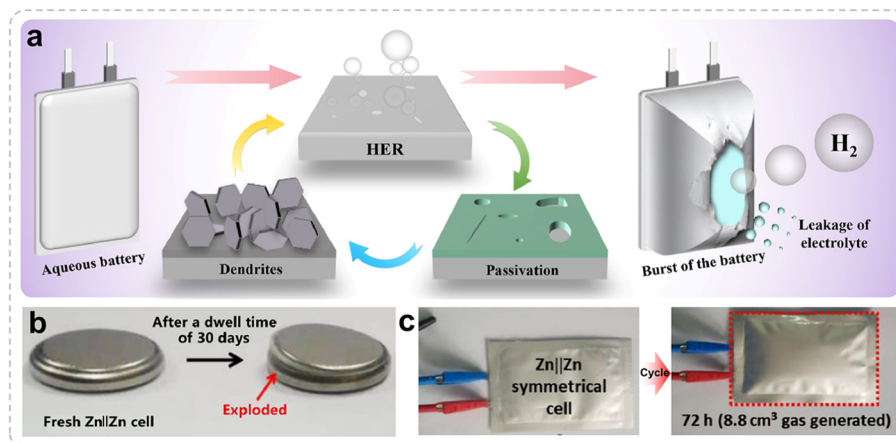 a
HER
H₂
Aqueous battery
Dendrites
Passivation
Burst of the battery
Leakage of
electrolyte
b
After a dwell time
of 30 days
Exploded
Fresh Zn||Zn cell
c
Zn||Zn
symmetrical
cell
Cycle
72 h (8.8 cm³ gas generated)